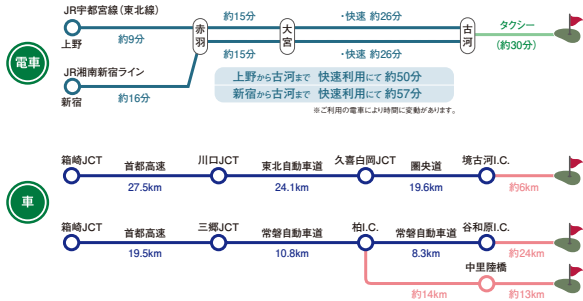 電車
JR宇都宮線（東北線）
上野
約9分
JR湘南新宿ライン
新宿
約16分
赤羽
約15分
約15分
大宮
・快速 約26分
・快速 約26分
古河
タクシー
（約30分）
上野から古河まで 快速利用にて 約50分
新宿から古河まで 快速利用にて 約57分
※ご利用の電車により時間に変動があります。
車
箱崎JCT 首都高速 川口JCT 東北自動車道 久喜白岡JCT 圏央道 境古河I.C.
27.5km 24.1km 19.6km 約6km
箱崎JCT 首都高速 三郷JCT 常磐自動車道 柏I.C. 常磐自動車道 谷和原I.C.
19.5km 10.8km 8.3km 約24km
中里陸橋
約14km 約13km